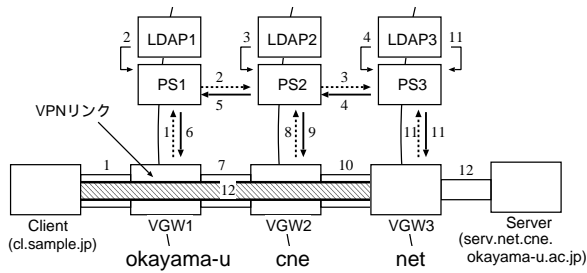 2 LDAP1 3 LDAP2 4 LDAP3 11
PS1 2 PS2 3 PS3
5 4
VPNリンク 1 6 8 9 11 11
1 7 10 12
12
Client VGW1 VGW2 VGW3 Server
(cl.sample.jp) (serv.net.cne.
okayama-u cne net okayama-u.ac.jp)